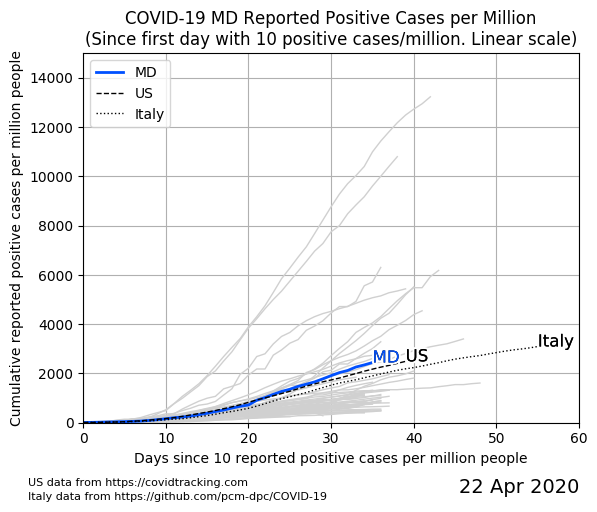 COVID-19 MD Reported Positive Cases per Million
(Since first day with 10 positive cases/million. Linear scale)
Cumulative reported positive cases per million people
14000
12000
10000
8000
6000
4000
2000
0
MD
US
Italy
MD
US
Italy
0 10 20 30 40 50 60
Days since 10 reported positive cases per million people
US data from https://covidtracking.com
Italy data from https://github.com/pcm-dpc/COVID-19
22 Apr 2020